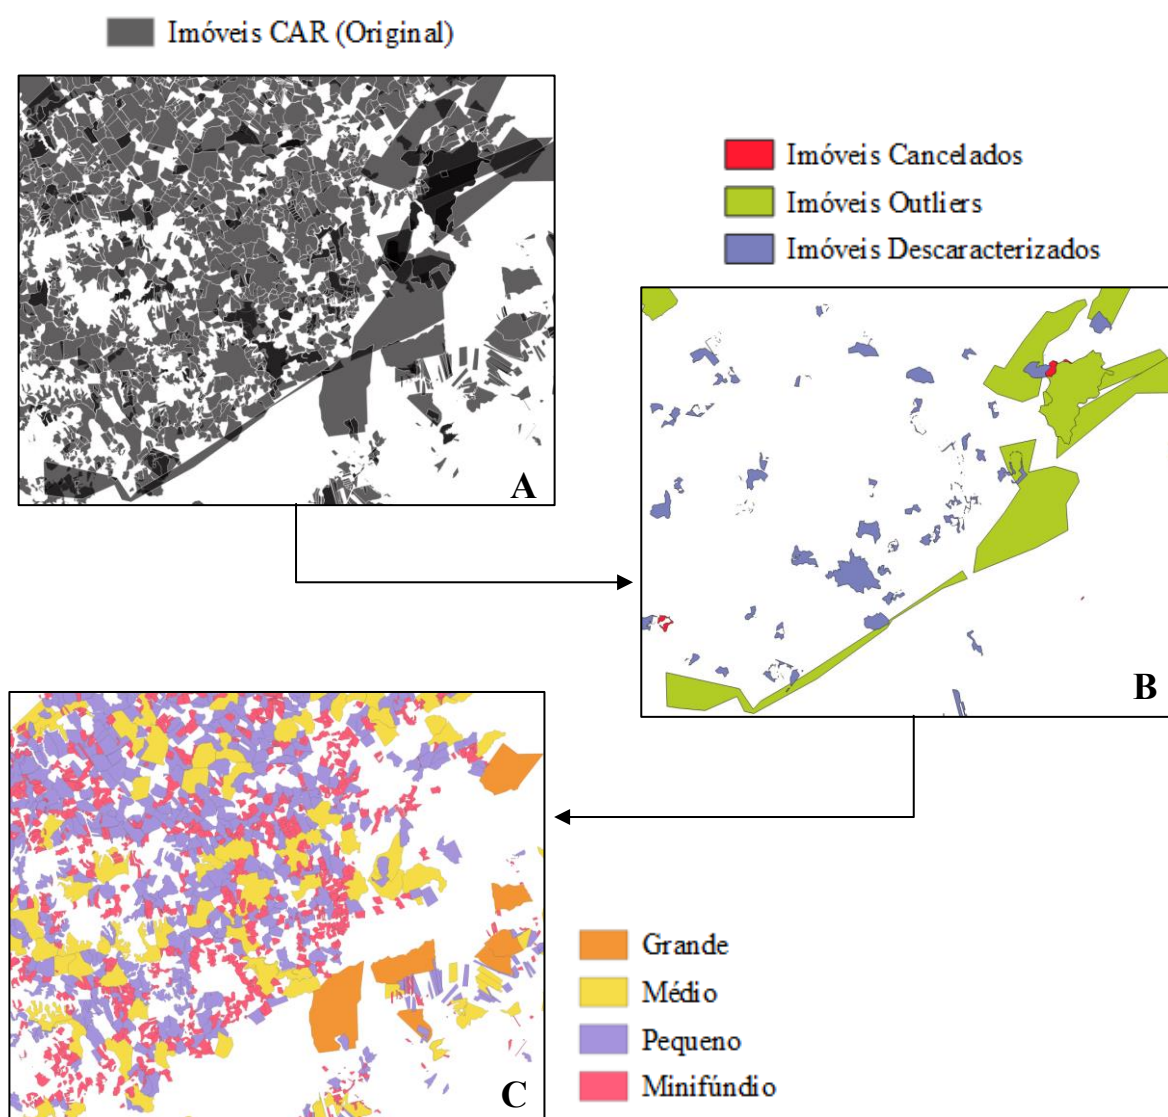 Imóveis CAR (Original)
A
Imóveis Cancelados
Imóveis Outliers
Imóveis Descaracterizados
B
C
Grande
Médio
Pequeno
Minifúndio